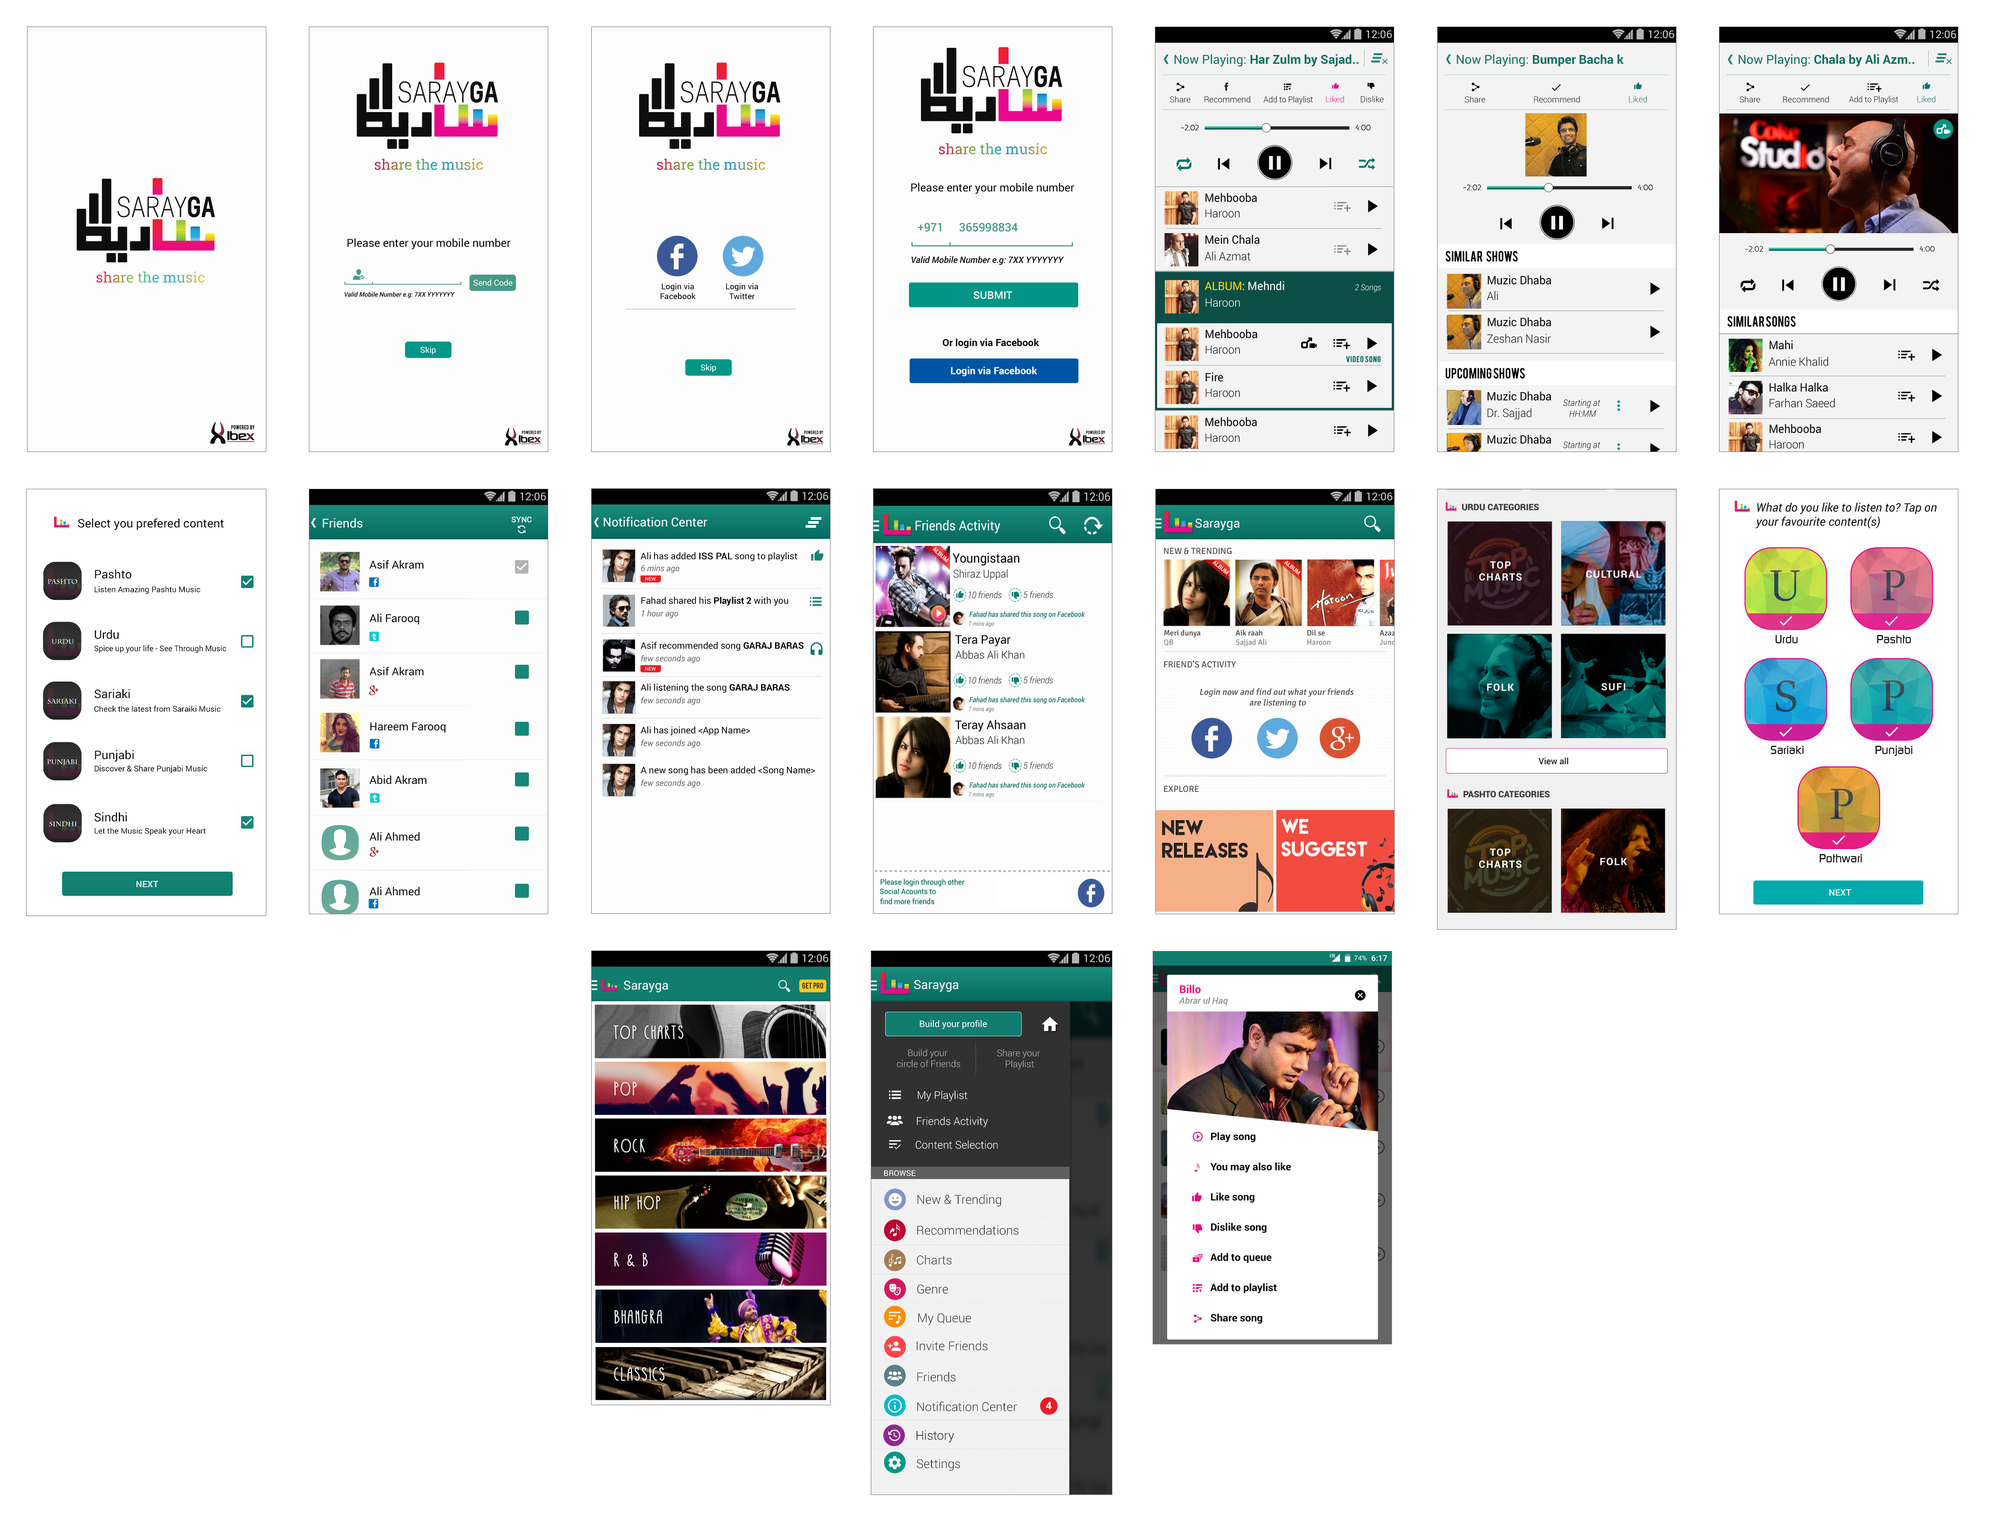 SARAYGA
ساريگا
share the music
POWERED BY
Ibex
SARAYGA
ساريگا
share the music
Please enter your mobile number
Valid Mobile Number e.g: 7XX YYYYYYY
Send Code
Skip
POWERED BY
Ibex
SARAYGA
ساريگا
share the music
Login via
Facebook
Login via
Twitter
Skip
POWERED BY
Ibex
SARAYGA
ساريگا
share the music
Please enter your mobile number
+971 365998834
Valid Mobile Number e.g: 7XX YYYYYYY
SUBMIT
Or login via Facebook
Login via Facebook
POWERED BY
Ibex
12:06
Now Playing: Har Zulm by Sajad..
Share Recommend Add to Playlist Liked Dislike
-2:02 4:00
Mehbooba
Haroon
Mein Chala
Ali Azmat
ALBUM: Mehndi 2 Songs
Haroon
Mehbooba
Haroon
VIDEO SONG
Fire
Haroon
Mehbooba
Haroon
12:06
Now Playing: Bumper Bacha k
Share Recommend Liked
-2:02 4:00
SIMILAR SHOWS
Muzic Dhaba
Ali
Muzic Dhaba
Zeshan Nasir
UPCOMING SHOWS
Muzic Dhaba
Dr. Sajjad
Starting at
HH:MM
Muzic Dhaba
Starting at
12:06
Now Playing: Chala by Ali Azm..
Share Recommend Add to Playlist Liked
Coke
Studio
-2:02 4:00
SIMILAR SONGS
Mahi
Annie Khalid
Halka Halka
Farhan Saeed
Mehbooba
Haroon
Select you prefered content
PASHTO
Pashto
Listen Amazing Pashtu Music
URDU
Urdu
Spice up your life - See Through Music
SARIAKI
Sariaki
Check the latest from Saraiki Music
PUNJABI
Punjabi
Discover & Share Punjabi Music
SINDHI
Sindhi
Let the Music Speak your Heart
NEXT
12:06
Friends
SYNC
Asif Akram
Ali Farooq
Asif Akram
Hareem Farooq
Abid Akram
Ali Ahmed
Ali Ahmed
12:06
Notification Center
Ali has added ISS PAL song to playlist
6 mins ago
NEW
Fahad shared his Playlist 2 with you
1 hour ago
Asif recommended song GARAJ BARAS
few seconds ago
NEW
Ali listening the song GARAJ BARAS
few seconds ago
Ali has joined <App Name>
few seconds ago
A new song has been added <Song Name>
few seconds ago
12:06
Friends Activity
ALBUM
Youngistaan
Shiraz Uppal
10 friends 5 friends
Fahad has shared this song on Facebook
7 mins ago
Tera Payar
Abbas Ali Khan
10 friends 5 friends
Fahad has shared this song on Facebook
7 mins ago
Teray Ahsaan
Abbas Ali Khan
10 friends 5 friends
Fahad has shared this song on Facebook
7 mins ago
Please login through other
Social Acounts to
find more friends
12:06
Sarayga
NEW & TRENDING
ALBUM
ALBUM
Haroon
Meri dunya
QB
Aik raah
Sajjad Ali
Dil se
Haroon
Azaz
Juno
FRIEND'S ACTIVITY
Login now and find out what your friends
are listening to
EXPLORE
NEW
RELEASES
WE
SUGGEST
URDU CATEGORIES
TOP
CHARTS
CULTURAL
FOLK
SUFI
View all
PASHTO CATEGORIES
TOP
CHARTS
FOLK
What do you like to listen to? Tap on
your favourite content(s)
U
Urdu
P
Pashto
S
Sariaki
P
Punjabi
P
Pothwari
NEXT
12:06
Sarayga
GET PRO
TOP CHARTS
POP
ROCK
HIP HOP
R & B
BHANGRA
CLASSICS
12:06
Sarayga
Build your profile
Build your
circle of Friends
Share your
Playlist
My Playlist
Friends Activity
Content Selection
BROWSE
New & Trending
Recommendations
Charts
Genre
My Queue
Invite Friends
Friends
Notification Center 4
History
Settings
74% 6:17
Billo
Abrar ul Haq
Play song
You may also like
Like song
Dislike song
Add to queue
Add to playlist
Share song